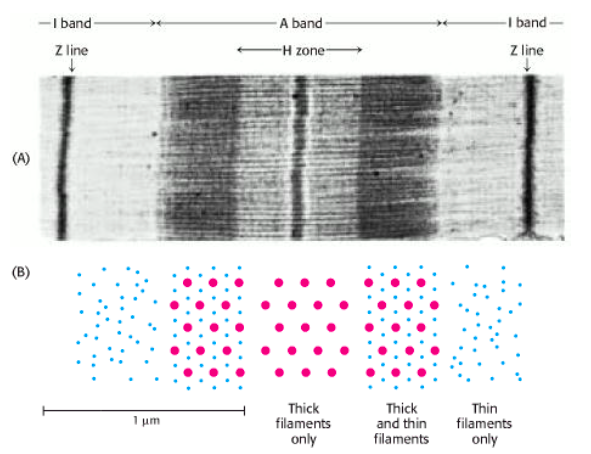 I band A band I band
Z line H zone Z line
(A)
(B)
1 μm
Thick
filaments
only
Thick
and thin
filaments
Thin
filaments
only